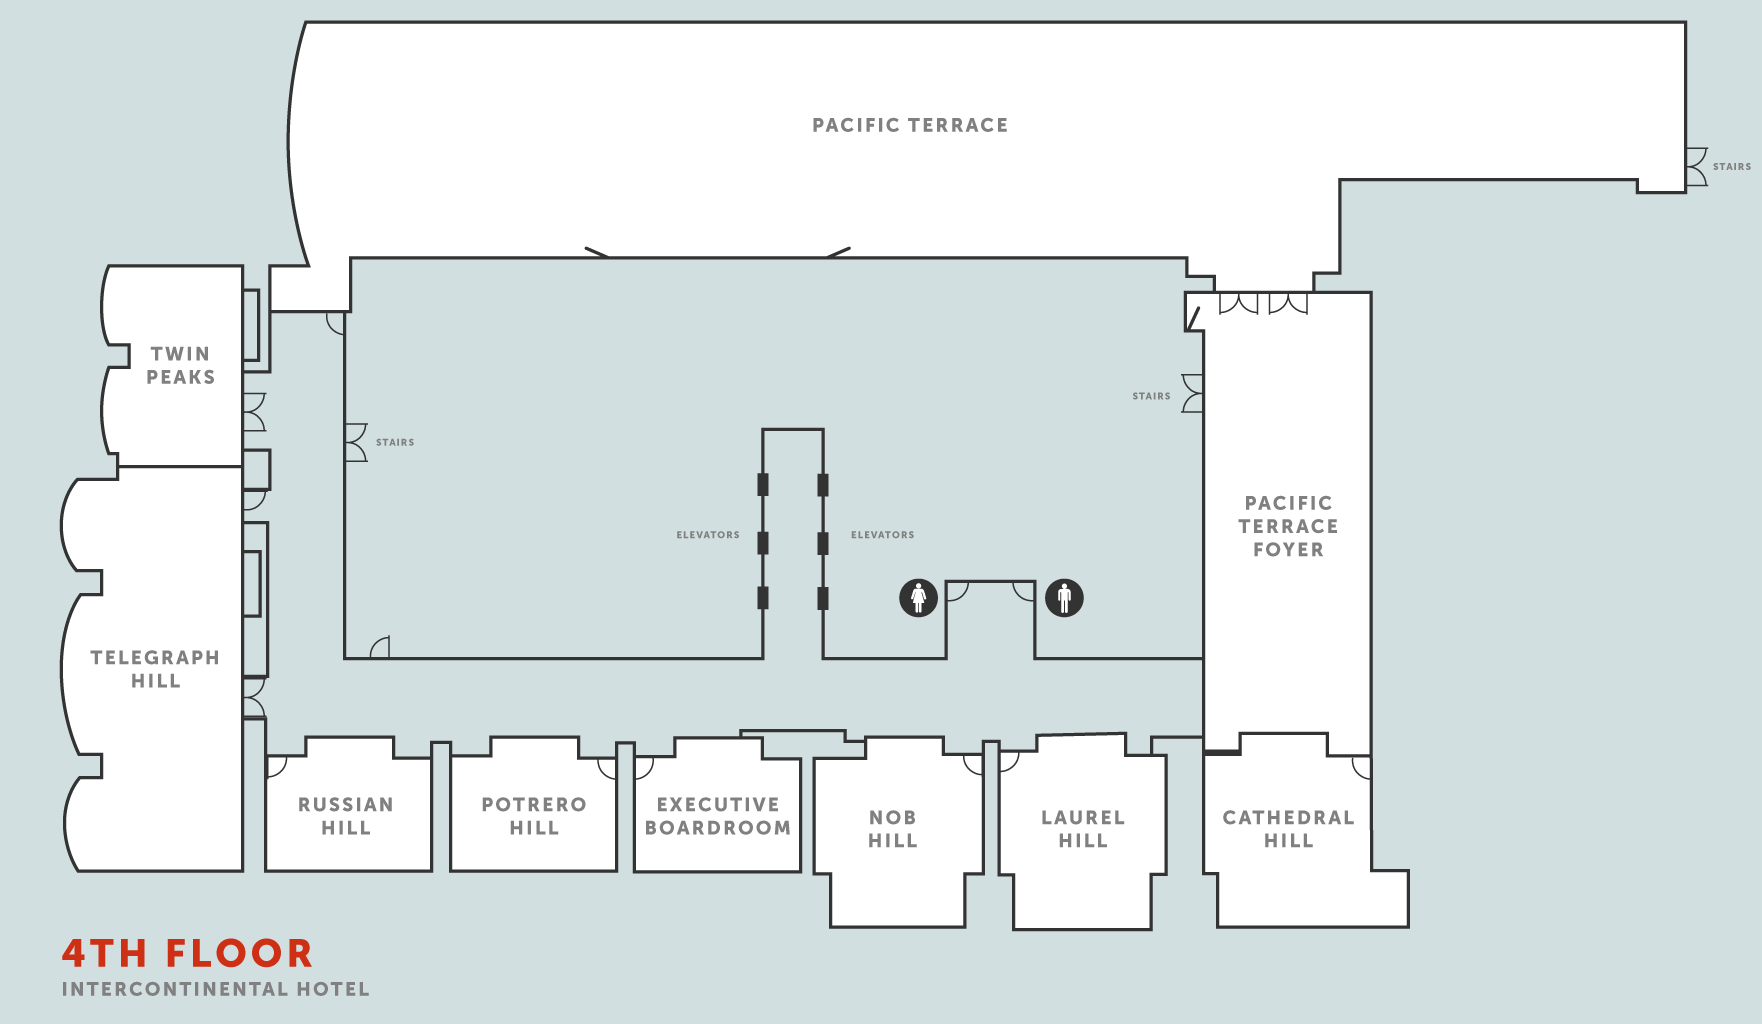 PACIFIC TERRACE
STAIRS
TWIN
PEAKS
STAIRS
STAIRS
ELEVATORS
ELEVATORS
PACIFIC
TERRACE
FOYER
TELEGRAPH
HILL
RUSSIAN
HILL
POTRERO
HILL
EXECUTIVE
BOARDROOM
NOB
HILL
LAUREL
HILL
CATHEDRAL
HILL
4TH FLOOR
INTERCONTINENTAL HOTEL